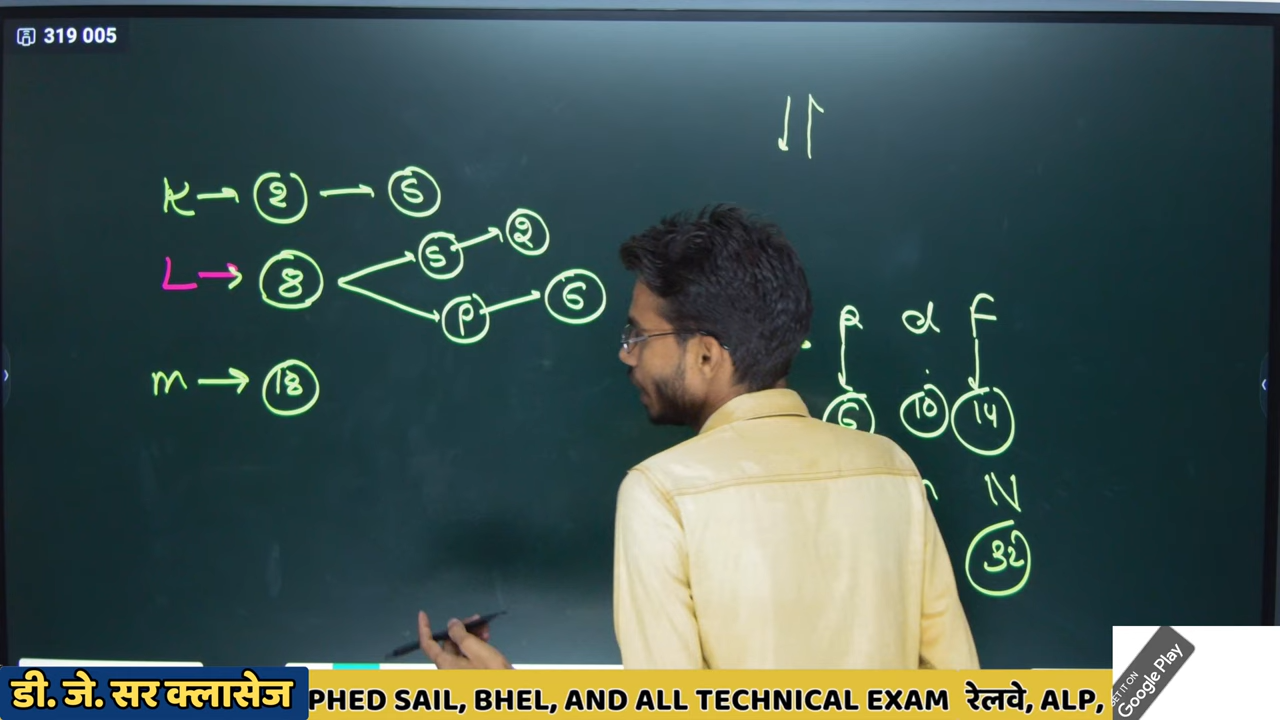 319 005
K → 2 → S
S → 2
L → 8
P → 6
m → 18
P d f
6 10 14
N
32
डी. जे. सर क्लासेज PHED SAIL, BHEL, AND ALL TECHNICAL EXAM रेलवे, ALP,
GET IT ON
Google Play